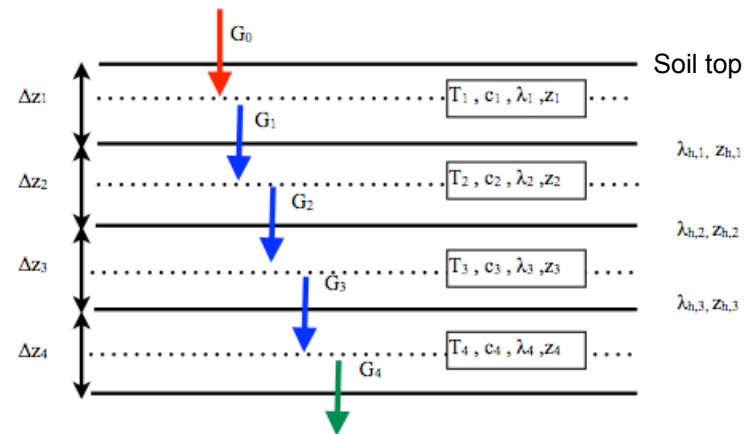 G₀
Soil top
Δz₁
T₁ , c₁ , λ₁ ,z₁
G₁
λₕ,₁, zₕ,₁
Δz₂
T₂ , c₂ , λ₂ ,z₂
G₂
λₕ,₂, zₕ,₂
Δz₃
T₃ , c₃ , λ₃ ,z₃
G₃
λₕ,₃, zₕ,₃
Δz₄
T₄ , c₄ , λ₄ ,z₄
G₄